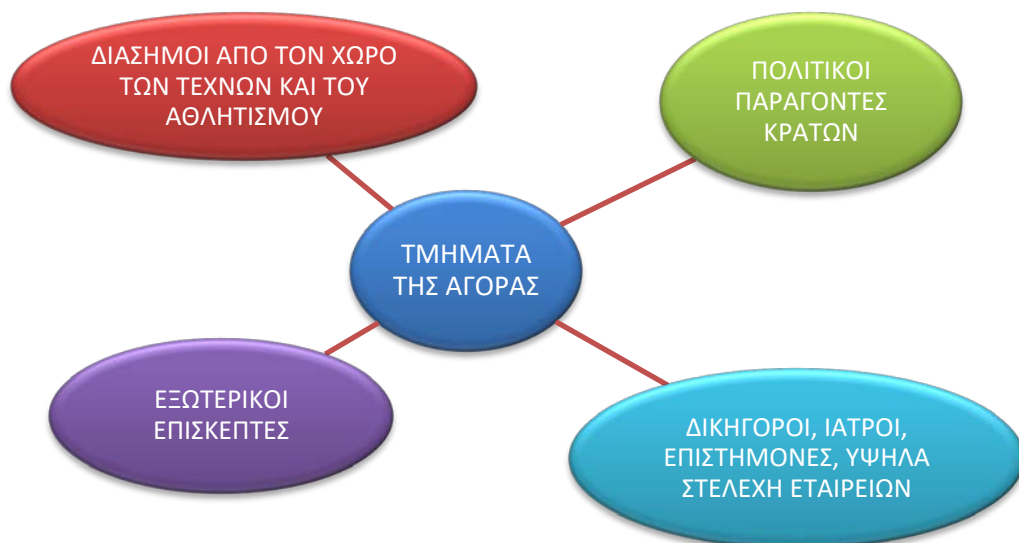 ΔΙΑΣΗΜΟΙ ΑΠΟ ΤΟΝ ΧΩΡΟ
ΤΩΝ ΤΕΧΝΩΝ ΚΑΙ ΤΟΥ
ΑΘΛΗΤΙΣΜΟΥ
ΠΟΛΙΤΙΚΟΙ
ΠΑΡΑΓΟΝΤΕΣ
ΚΡΑΤΩΝ
ΤΜΗΜΑΤΑ
ΤΗΣ ΑΓΟΡΑΣ
ΕΞΩΤΕΡΙΚΟΙ
ΕΠΙΣΚΕΠΤΕΣ
ΔΙΚΗΓΟΡΟΙ, ΙΑΤΡΟΙ,
ΕΠΙΣΤΗΜΟΝΕΣ, ΥΨΗΛΑ
ΣΤΕΛΕΧΗ ΕΤΑΙΡΕΙΩΝ